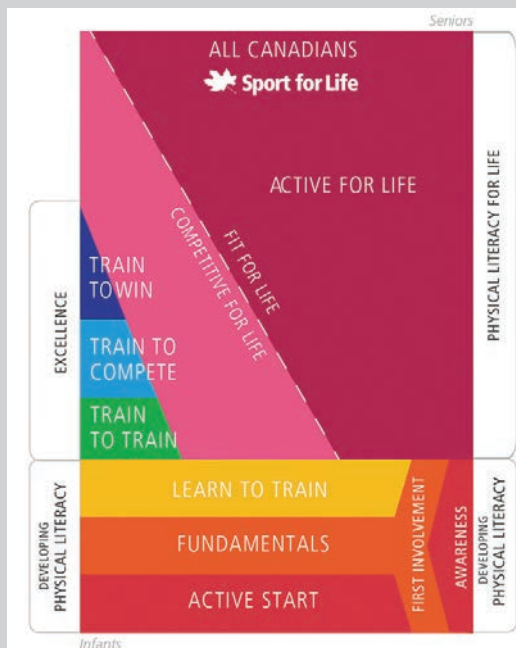 Seniors
ALL CANADIANS
Sport for Life
ACTIVE FOR LIFE
FIT FOR LIFE
COMPETITIVE FOR LIFE
PHYSICAL LITERACY FOR LIFE
EXCELLENCE
TRAIN
TO WIN
TRAIN TO
COMPETE
TRAIN
TO TRAIN
DEVELOPING
PHYSICAL LITERACY
LEARN TO TRAIN
FUNDAMENTALS
ACTIVE START
FIRST INVOLVEMENT
AWARENESS
DEVELOPING
PHYSICAL LITERACY
Infants